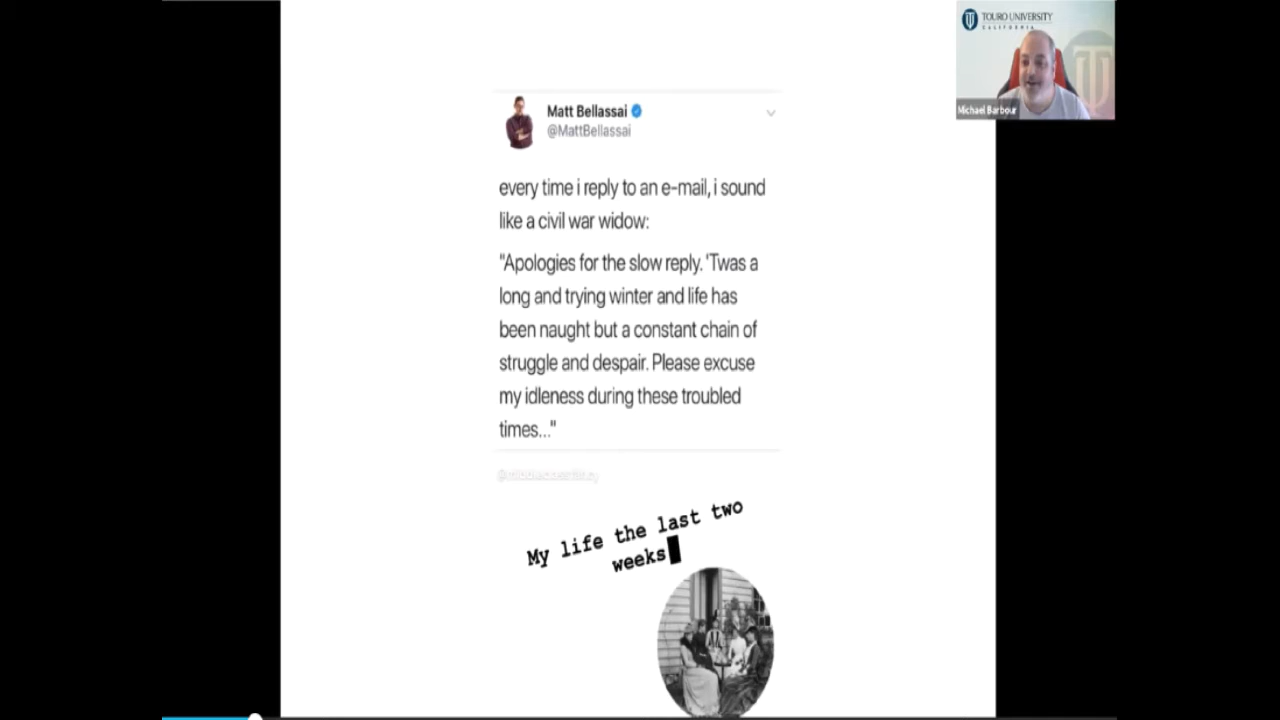 TOURO UNIVERSITY
CALIFORNIA
Michael Barbour
Matt Bellassai
@MattBellassai
every time i reply to an e-mail, i sound
like a civil war widow:
"Apologies for the slow reply. 'Twas a
long and trying winter and life has
been naught but a constant chain of
struggle and despair. Please excuse
my idleness during these troubled
times..."
My life the last two
weeks